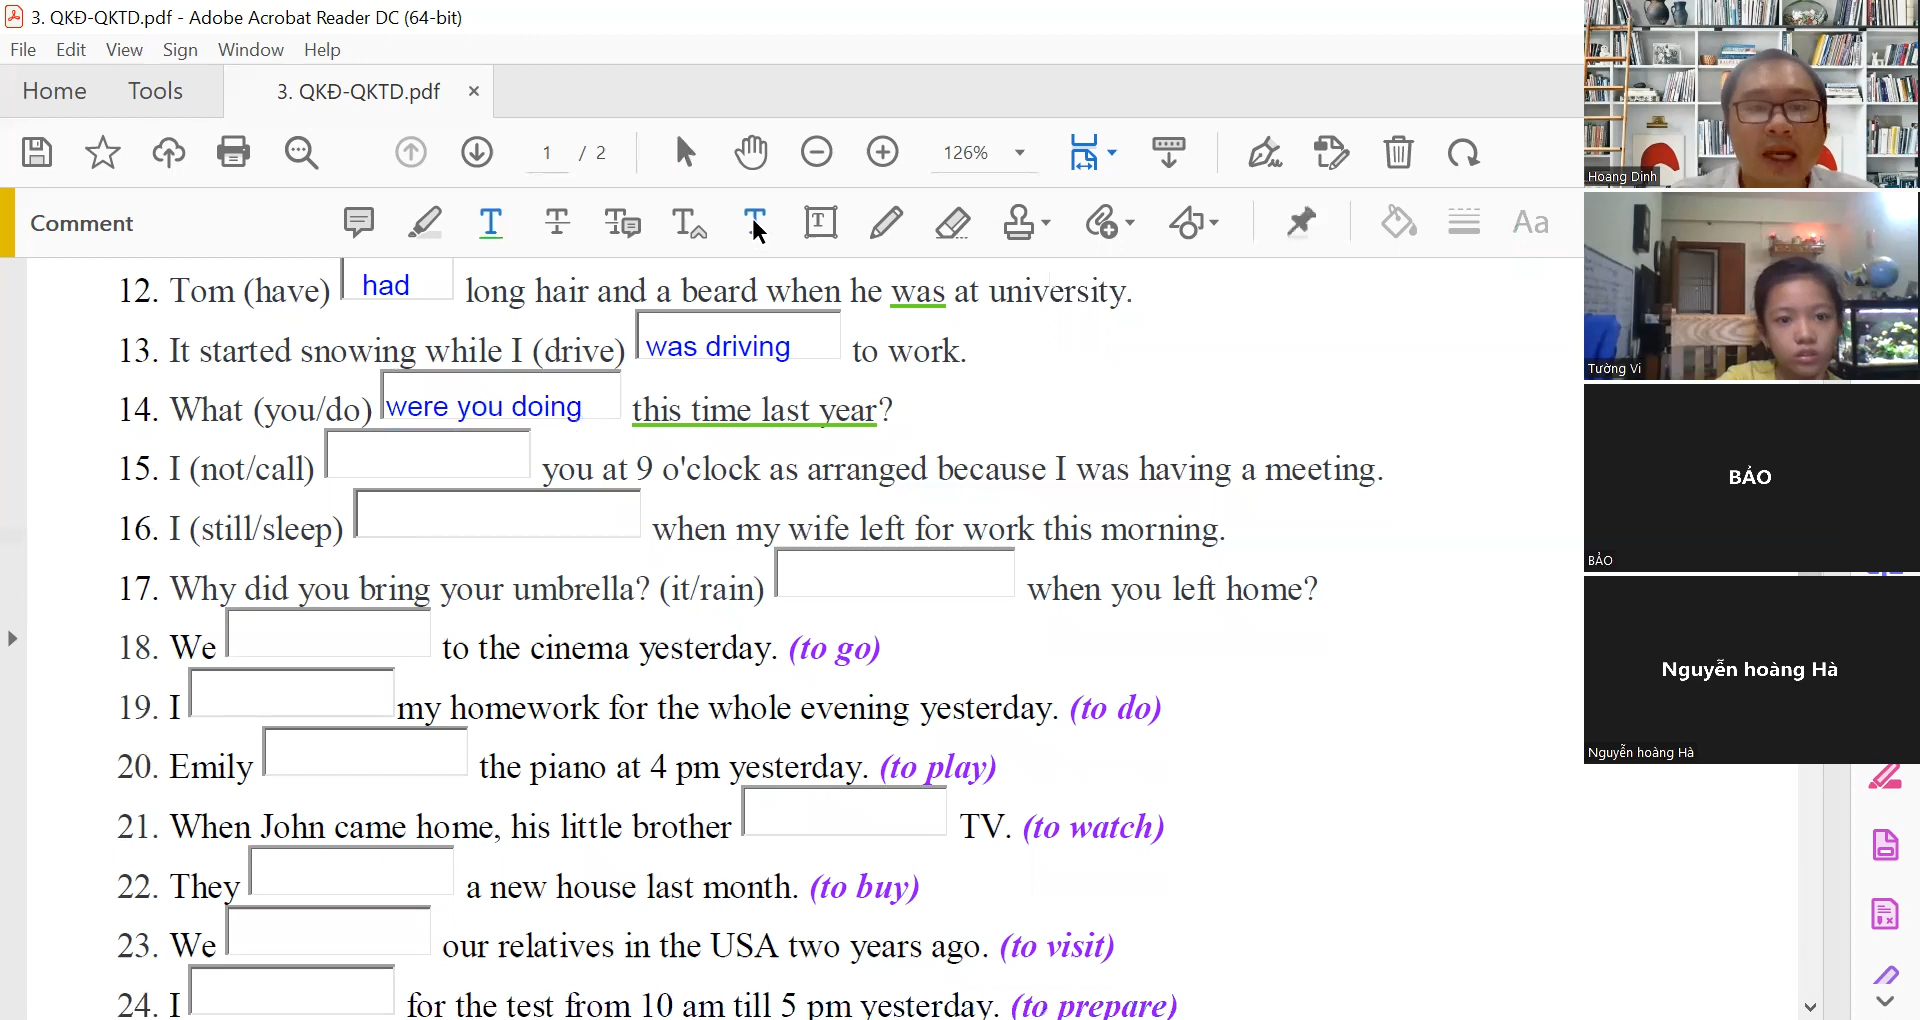 3. QKĐ-QKTD.pdf - Adobe Acrobat Reader DC (64-bit)
File Edit View Sign Window Help
Home Tools 3. QKĐ-QKTD.pdf ×
1 / 2 126%
Comment
Aa
12. Tom (have) had long hair and a beard when he was at university.
13. It started snowing while I (drive) was driving to work.
14. What (you/do) were you doing this time last year?
15. I (not/call) you at 9 o'clock as arranged because I was having a meeting.
16. I (still/sleep) when my wife left for work this morning.
17. Why did you bring your umbrella? (it/rain) when you left home?
18. We to the cinema yesterday. (to go)
19. I my homework for the whole evening yesterday. (to do)
20. Emily the piano at 4 pm yesterday. (to play)
21. When John came home, his little brother TV. (to watch)
22. They a new house last month. (to buy)
23. We our relatives in the USA two years ago. (to visit)
24. I for the test from 10 am till 5 pm yesterday. (to prepare)
Hoang Dinh
Tường Vi
BẢO
BẢO
Nguyễn hoàng Hà
Nguyễn hoàng Hà